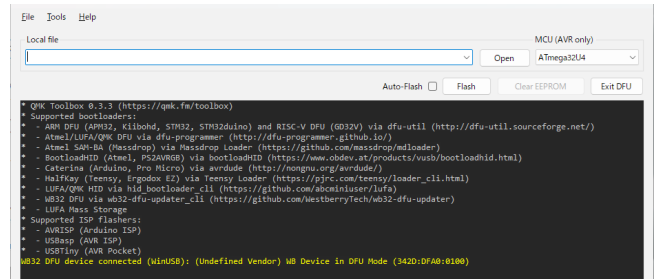 File Tools Help
Local file
MCU (AVR only)
Open
ATmega32U4
Auto-Flash
Flash
Clear EEPROM
Exit DFU
* QMK Toolbox 0.3.3 (https://qmk.fm/toolbox)
* Supported bootloaders:
*  - ARM DFU (APM32, Kiibohd, STM32, STM32duino) and RISC-V DFU (GD32V) via dfu-util (http://dfu-util.sourceforge.net/)
*  - Atmel/LUFA/QMK DFU via dfu-programmer (http://dfu-programmer.github.io/)
*  - Atmel SAM-BA (Massdrop) via Massdrop Loader (https://github.com/massdrop/mdloader)
*  - BootloadHID (Atmel, PS2AVRGB) via bootloadHID (https://www.obdev.at/products/vusb/bootloadhid.html)
*  - Caterina (Arduino, Pro Micro) via avrdude (http://nongnu.org/avrdude/)
*  - HalfKay (Teensy, Ergodox EZ) via Teensy Loader (https://pjrc.com/teensy/loader_cli.html)
*  - LUFA/QMK HID via hid_bootloader_cli (https://github.com/abcminiuser/lufa)
*  - WB32 DFU via wb32-dfu-updater_cli (https://github.com/WestberryTech/wb32-dfu-updater)
*  - LUFA Mass Storage
* Supported ISP flashers:
*  - AVRISP (Arduino ISP)
*  - USBasp (AVR ISP)
*  - USBTiny (AVR Pocket)
WB32 DFU device connected (WinUSB): (Undefined Vendor) WB Device in DFU Mode (342D:DFA0:0100)